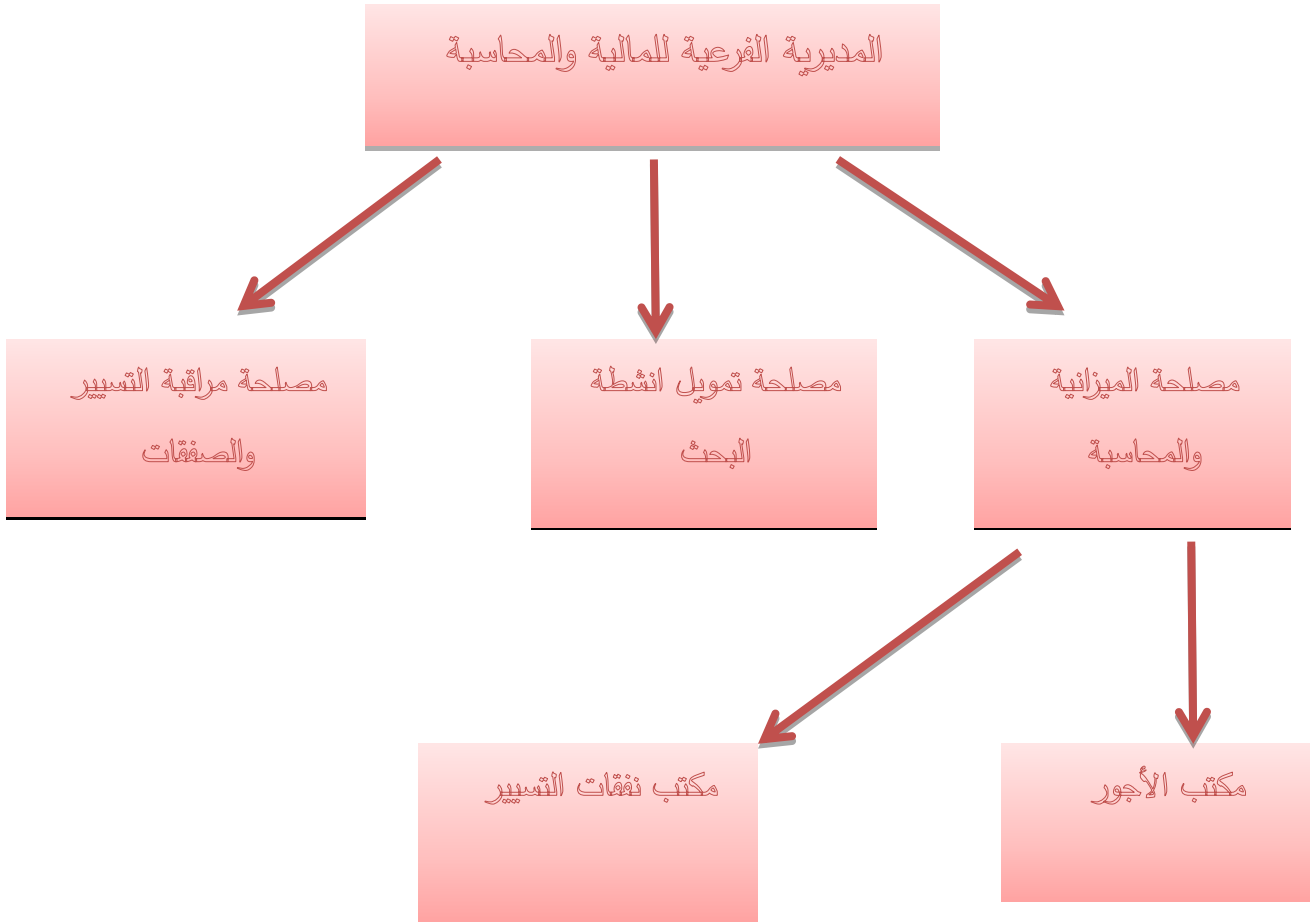 المديرية الفرعية للمالية والمحاسبة
مصلحة الميزانية
والمحاسبة
مصلحة تمويل انشطة
البحث
مصلحة مراقبة التسيير
والصفقات
مكتب الأجور
مكتب نفقات التسيير